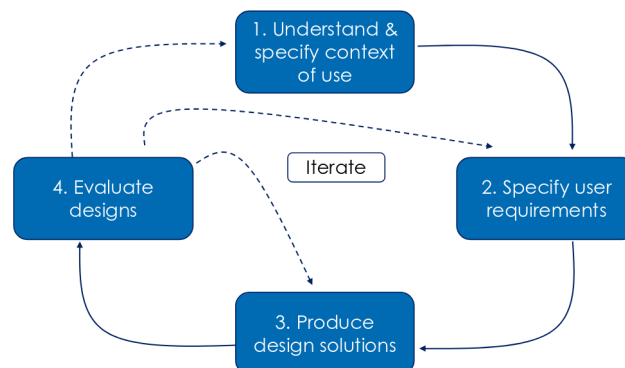 1. Understand &
specify context
of use
Iterate
4. Evaluate
designs
2. Specify user
requirements
3. Produce
design solutions